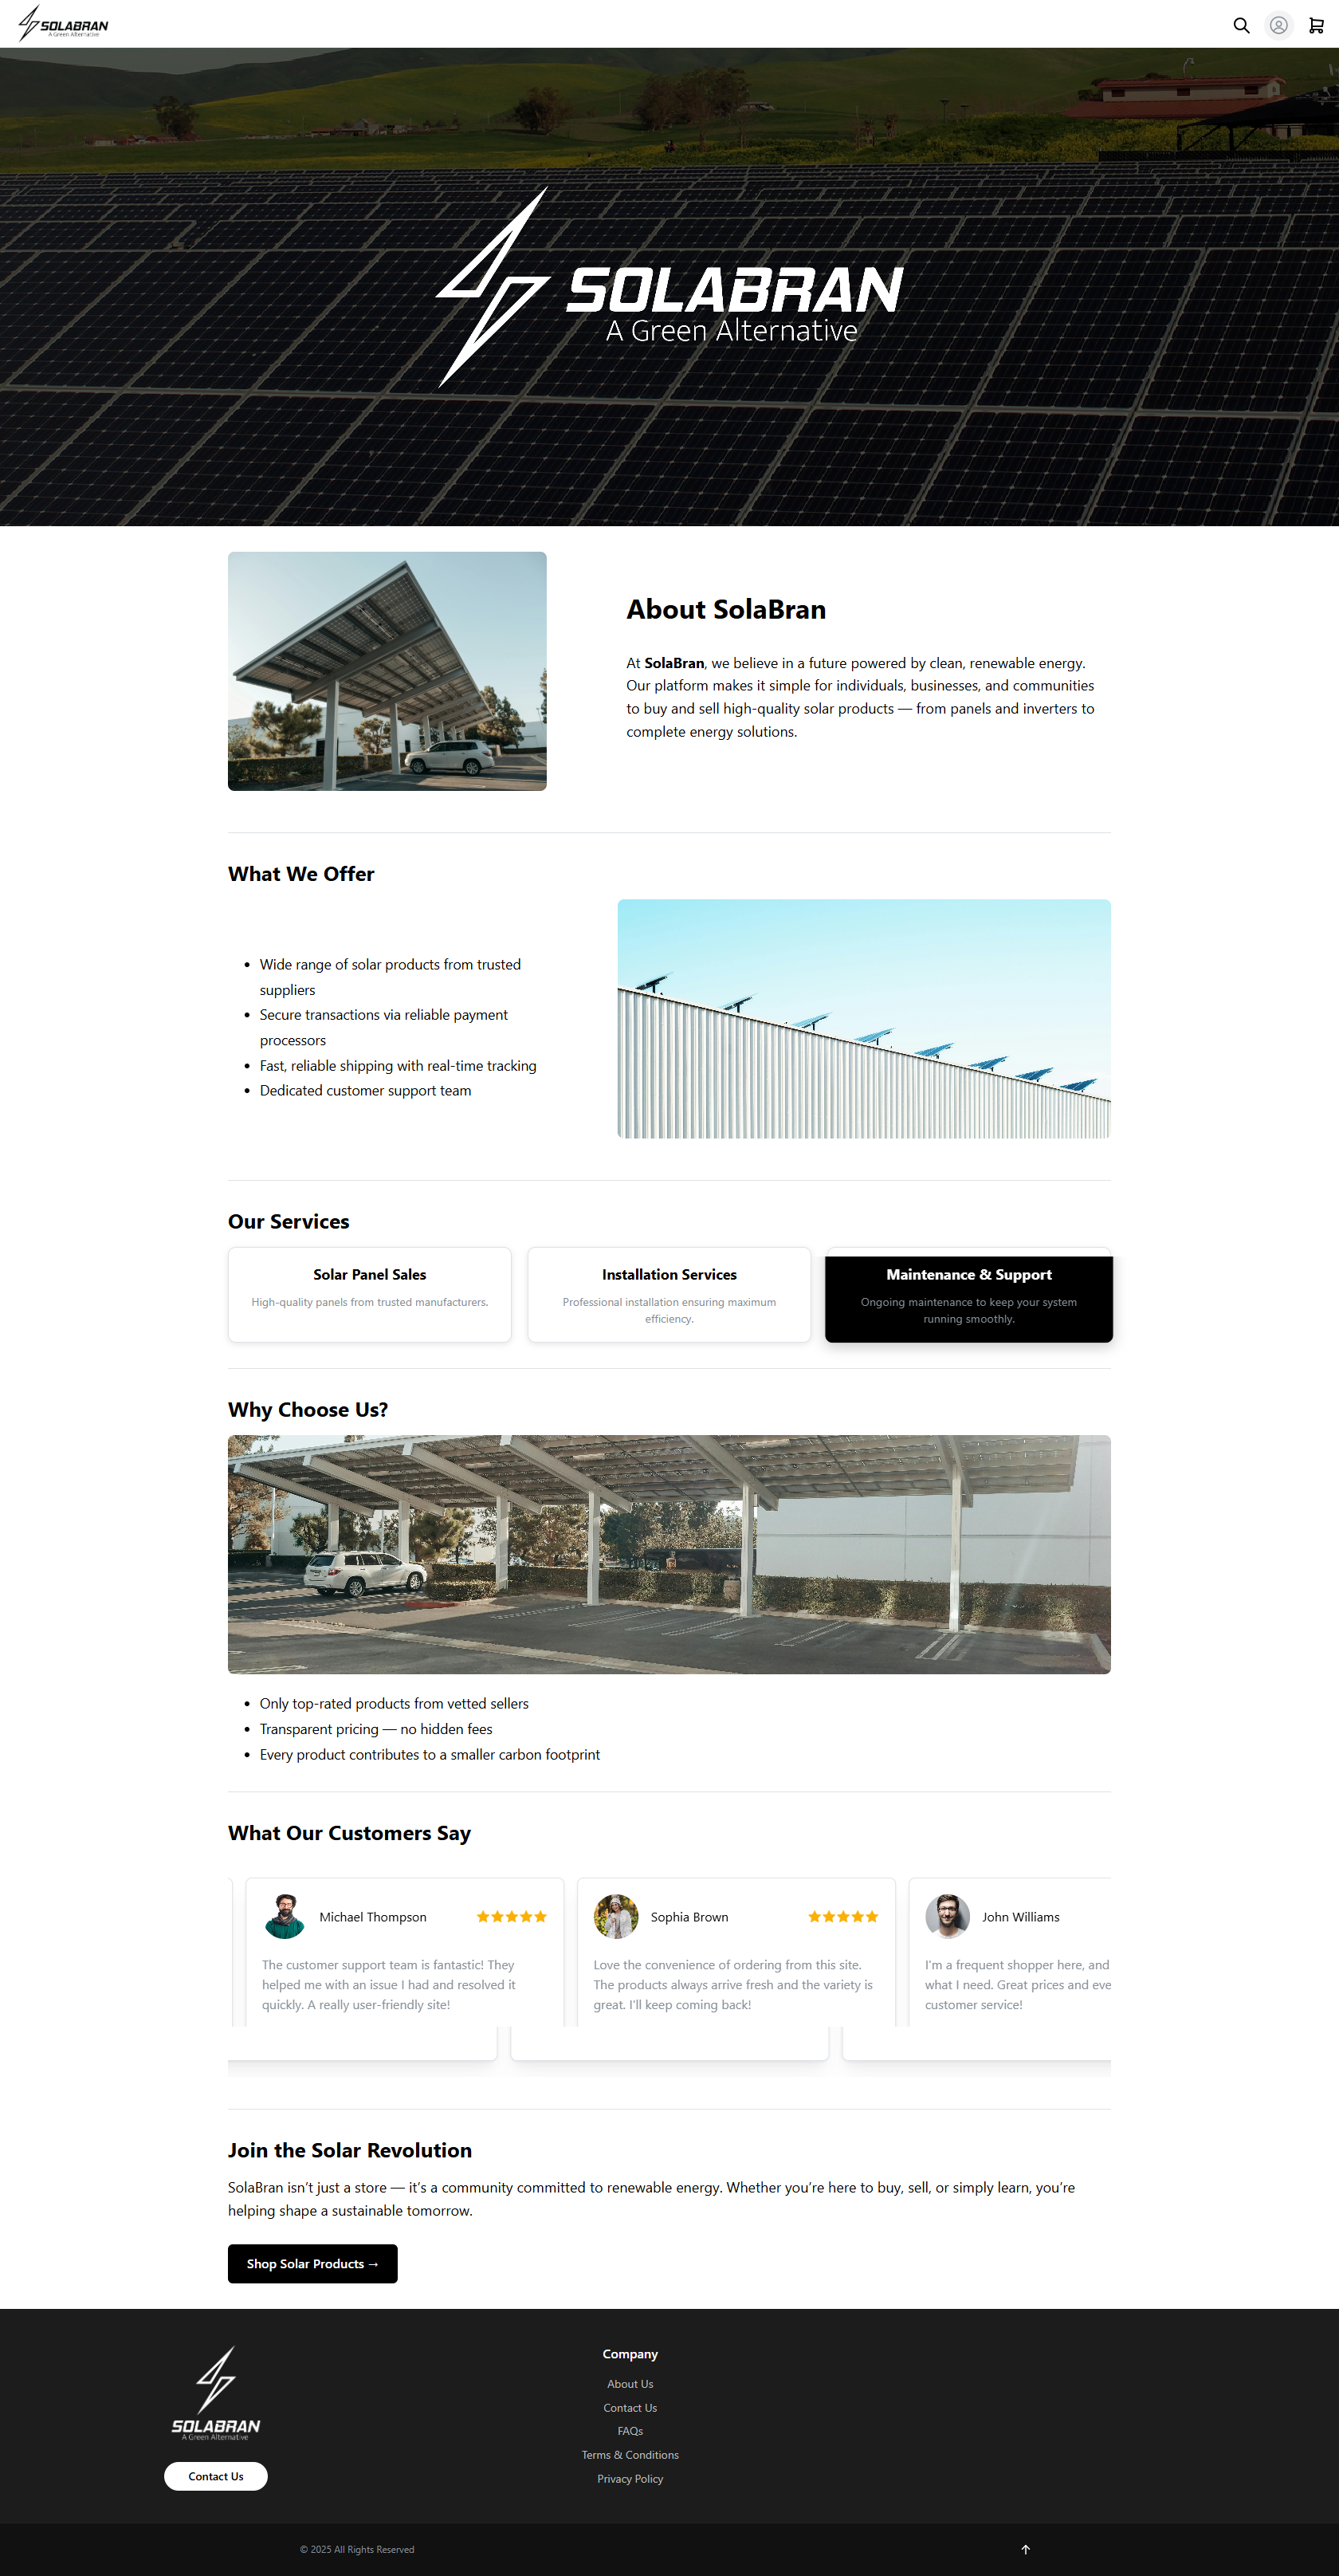 SOLABRAN
A Green Alternative
SOLABRAN
A Green Alternative
About SolaBran
At SolaBran, we believe in a future powered by clean, renewable energy.
Our platform makes it simple for individuals, businesses, and communities
to buy and sell high-quality solar products — from panels and inverters to
complete energy solutions.
What We Offer
• Wide range of solar products from trusted
suppliers
• Secure transactions via reliable payment
processors
• Fast, reliable shipping with real-time tracking
• Dedicated customer support team
Our Services
Solar Panel Sales
High-quality panels from trusted manufacturers.
Installation Services
Professional installation ensuring maximum
efficiency.
Maintenance & Support
Ongoing maintenance to keep your system
running smoothly.
Why Choose Us?
• Only top-rated products from vetted sellers
• Transparent pricing — no hidden fees
• Every product contributes to a smaller carbon footprint
What Our Customers Say
Michael Thompson
The customer support team is fantastic! They
helped me with an issue I had and resolved it
quickly. A really user-friendly site!
Sophia Brown
Love the convenience of ordering from this site.
The products always arrive fresh and the variety is
great. I'll keep coming back!
John Williams
I'm a frequent shopper here, and
what I need. Great prices and eve
customer service!
Join the Solar Revolution
SolaBran isn’t just a store — it’s a community committed to renewable energy. Whether you’re here to buy, sell, or simply learn, you’re
helping shape a sustainable tomorrow.
Shop Solar Products →
SOLABRAN
A Green Alternative
Contact Us
Company
About Us
Contact Us
FAQs
Terms & Conditions
Privacy Policy
© 2025 All Rights Reserved